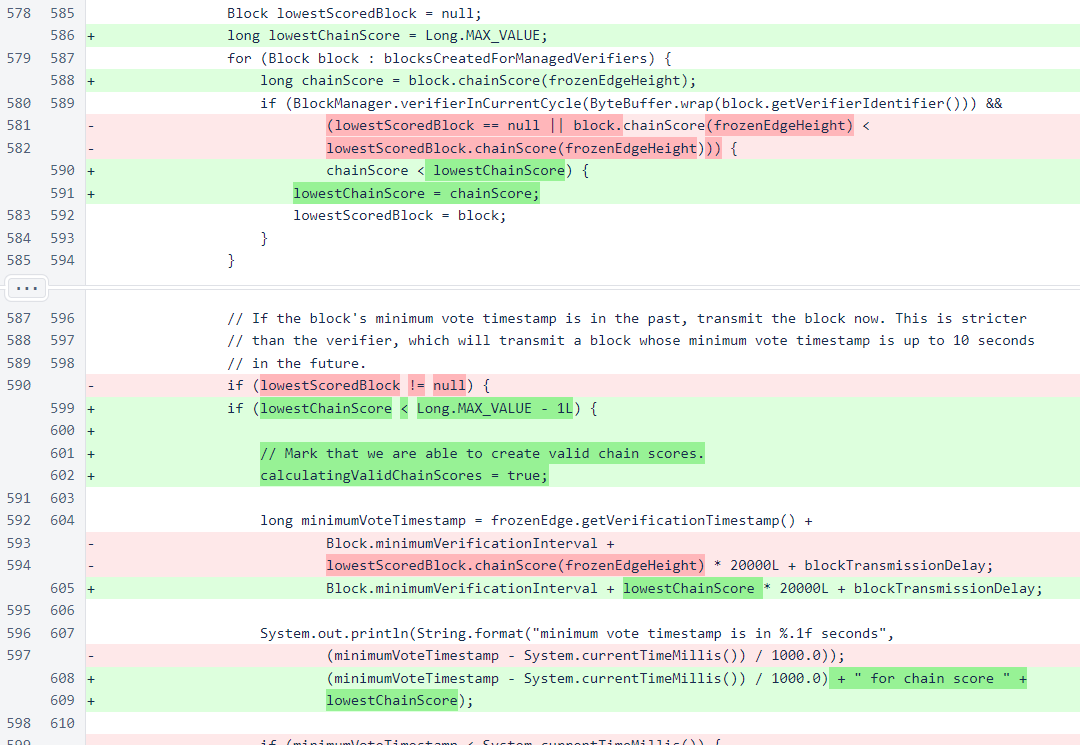 578 585 Block lowestScoredBlock = null;
586 + long lowestChainScore = Long.MAX_VALUE;
579 587 for (Block block : blocksCreatedForManagedVerifiers) {
588 + long chainScore = block.chainScore(frozenEdgeHeight);
580 589 if (BlockManager.verifierInCurrentCycle(ByteBuffer.wrap(block.getVerifierIdentifier())) &&
581 - (lowestScoredBlock == null || block.chainScore(frozenEdgeHeight) <
582 - lowestScoredBlock.chainScore(frozenEdgeHeight))) {
590 + chainScore < lowestChainScore) {
591 + lowestChainScore = chainScore;
583 592 lowestScoredBlock = block;
584 593 }
585 594 }
...
587 596 // If the block's minimum vote timestamp is in the past, transmit the block now. This is stricter
588 597 // than the verifier, which will transmit a block whose minimum vote timestamp is up to 10 seconds
589 598 // in the future.
590 - if (lowestScoredBlock != null) {
599 + if (lowestChainScore < Long.MAX_VALUE - 1L) {
600 +
601 + // Mark that we are able to create valid chain scores.
602 + calculatingValidChainScores = true;
591 603
592 604 long minimumVoteTimestamp = frozenEdge.getVerificationTimestamp() +
593 - Block.minimumVerificationInterval +
594 - lowestScoredBlock.chainScore(frozenEdgeHeight) * 20000L + blockTransmissionDelay;
605 + Block.minimumVerificationInterval + lowestChainScore * 20000L + blockTransmissionDelay;
595 606
596 607 System.out.println(String.format("minimum vote timestamp is in %.1f seconds",
597 - (minimumVoteTimestamp - System.currentTimeMillis()) / 1000.0));
608 + (minimumVoteTimestamp - System.currentTimeMillis()) / 1000.0) + " for chain score " +
609 + lowestChainScore);
598 610
599 - if (minimumVoteTimestamp < System.currentTimeMillis()) {